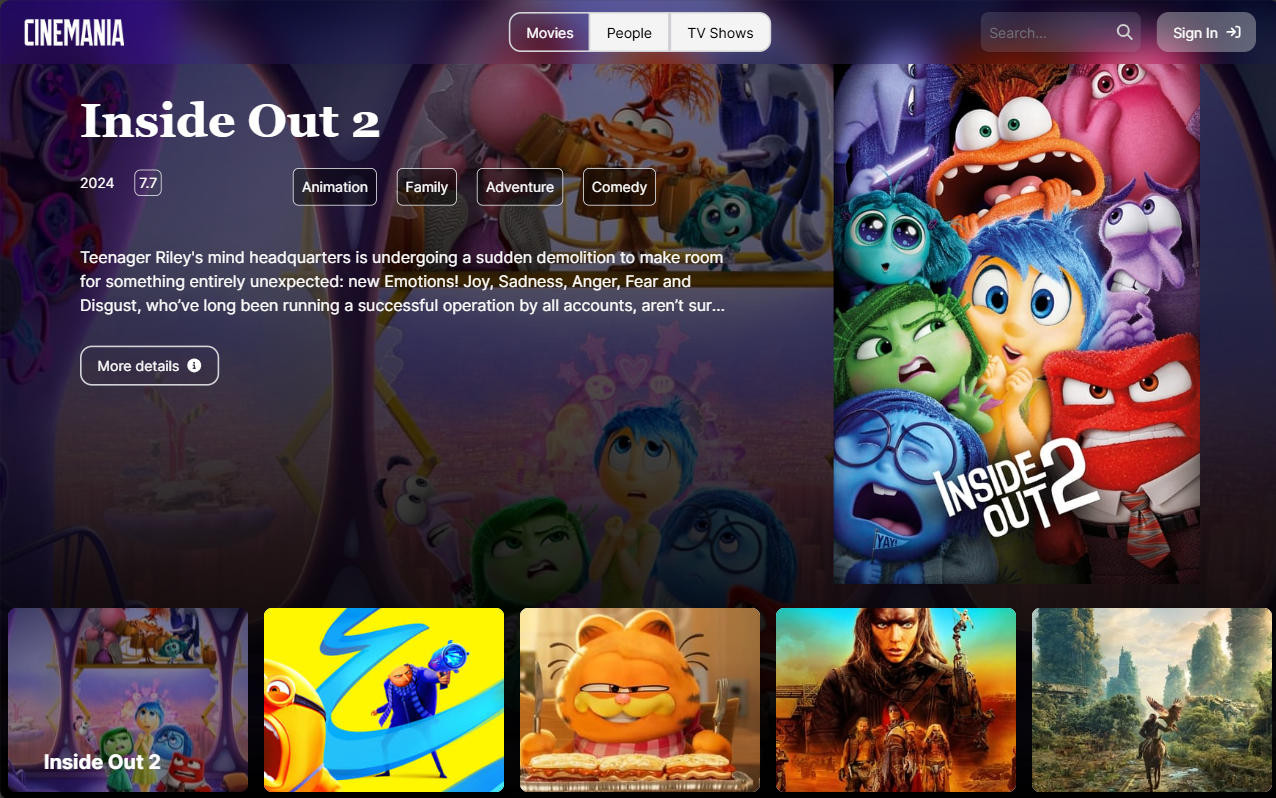 CINEMANIA
Movies
People
TV Shows
Search...
Sign In
Inside Out 2
2024
7.7
Animation
Family
Adventure
Comedy
Teenager Riley's mind headquarters is undergoing a sudden demolition to make room
for something entirely unexpected: new Emotions! Joy, Sadness, Anger, Fear and
Disgust, who’ve long been running a successful operation by all accounts, aren’t sur...
More details
YAY!
INSIDE
OUT 2
Inside Out 2